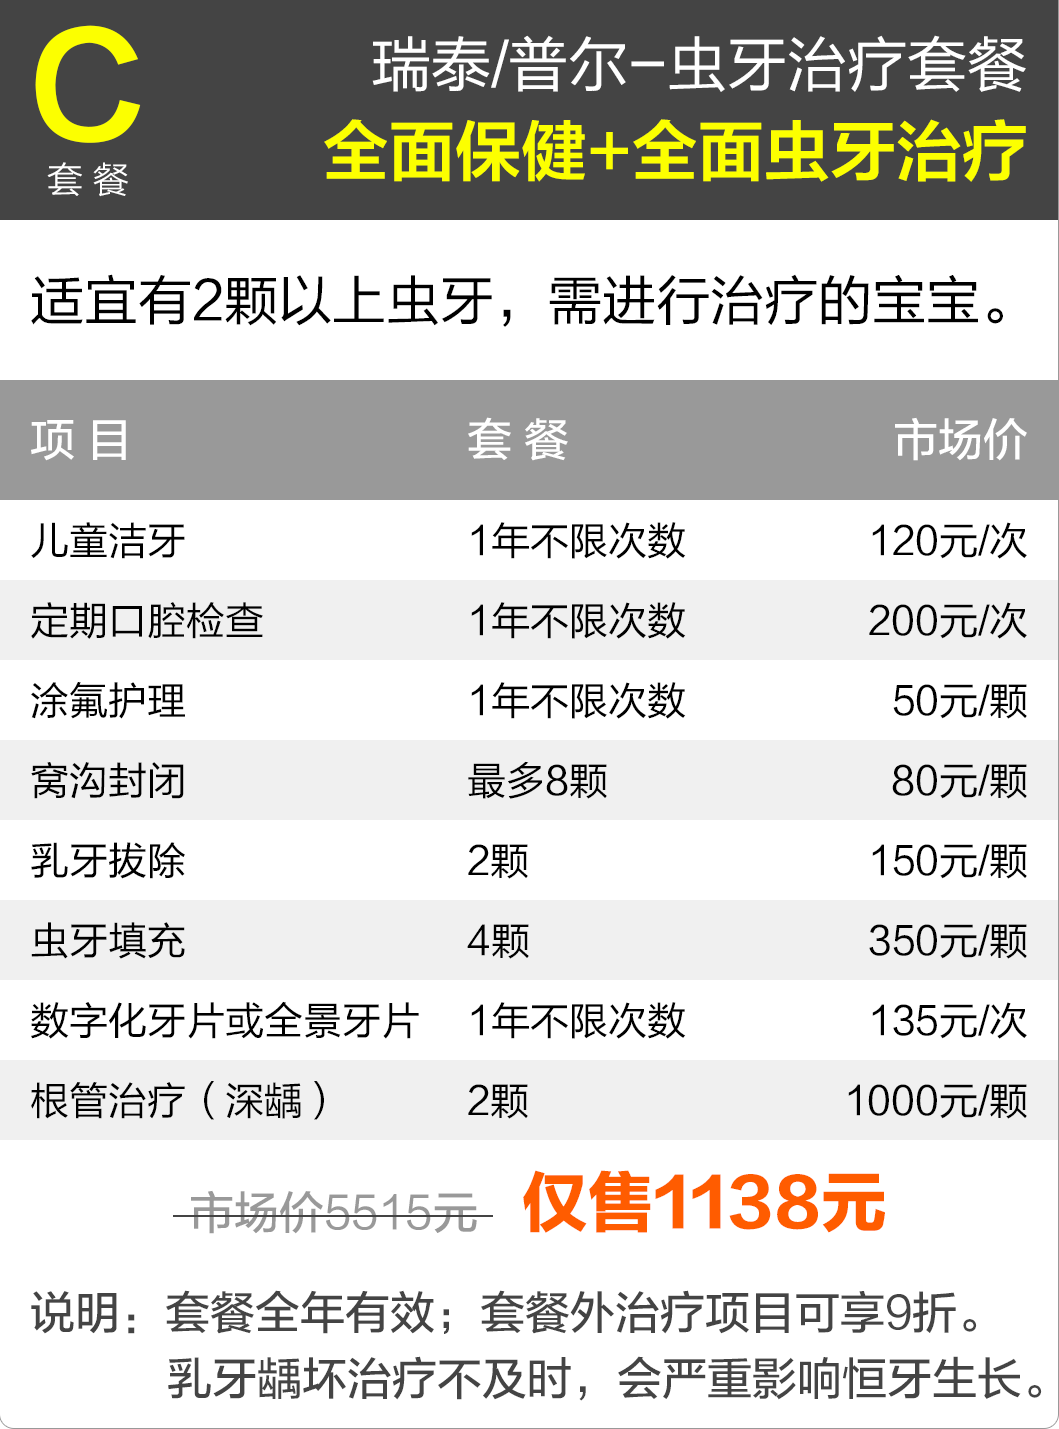 C
套餐
瑞泰/普尔-虫牙治疗套餐
全面保健+全面虫牙治疗
适宜有2颗以上虫牙，需进行治疗的宝宝。
项目 套餐 市场价
儿童洁牙 1年不限次数 120元/次
定期口腔检查 1年不限次数 200元/次
涂氟护理 1年不限次数 50元/颗
窝沟封闭 最多8颗 80元/颗
乳牙拔除 2颗 150元/颗
虫牙填充 4颗 350元/颗
数字化牙片或全景牙片 1年不限次数 135元/次
根管治疗（深龋） 2颗 1000元/颗
市场价5515元 仅售1138元
说明：套餐全年有效；套餐外治疗项目可享9折。
乳牙龋坏治疗不及时，会严重影响恒牙生长。